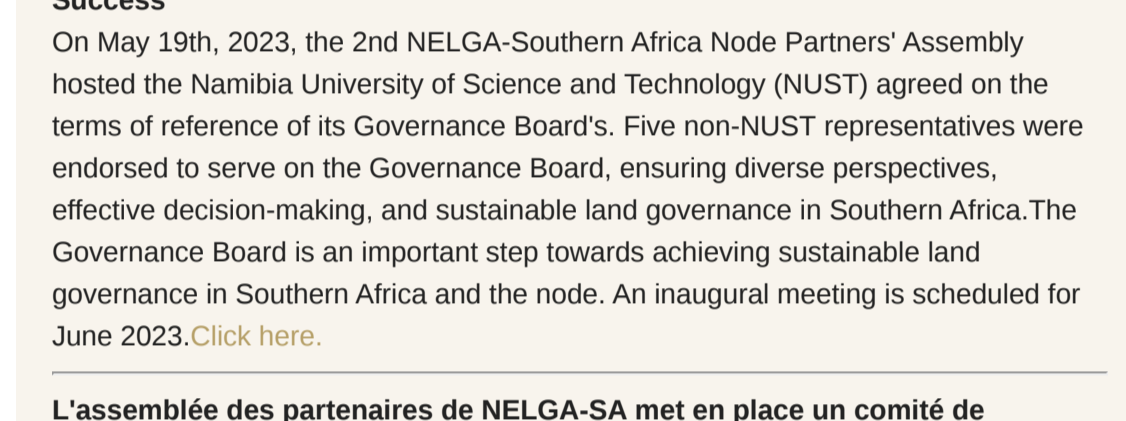 Success
On May 19th, 2023, the 2nd NELGA-Southern Africa Node Partners' Assembly
hosted the Namibia University of Science and Technology (NUST) agreed on the
terms of reference of its Governance Board's. Five non-NUST representatives were
endorsed to serve on the Governance Board, ensuring diverse perspectives,
effective decision-making, and sustainable land governance in Southern Africa.The
Governance Board is an important step towards achieving sustainable land
governance in Southern Africa and the node. An inaugural meeting is scheduled for
June 2023.Click here.
L'assemblée des partenaires de NELGA-SA met en place un comité de